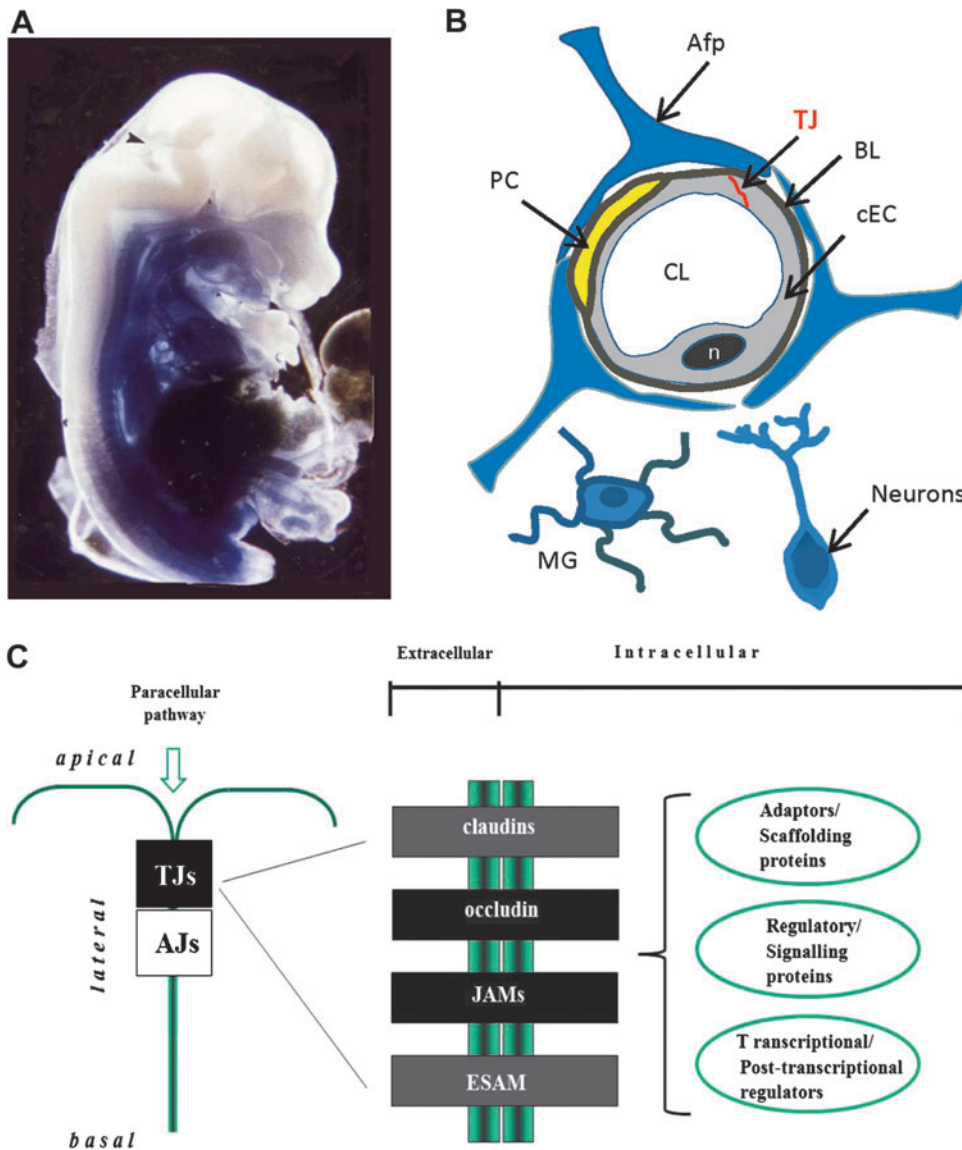 A
B
Afp
TJ
BL
PC
cEC
CL
n
Neurons
MG
C
Extracellular
Intracellular
Paracellular
pathway
apical
TJs
AJs
lateral
basal
claudins
occludin
JAMs
ESAM
Adaptors/
Scaffolding
proteins
Regulatory/
Signalling
proteins
T ranscriptional/
Post-transcriptional
regulators